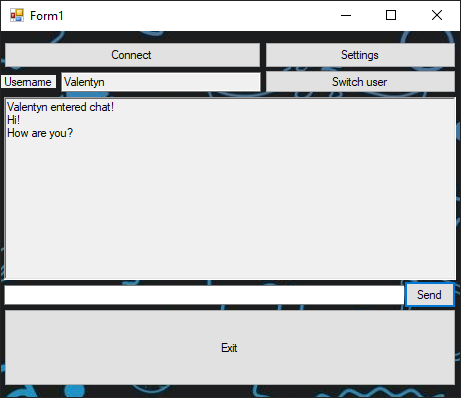 Form1
Connect
Settings
Username
Valentyn
Switch user
Valentyn entered chat!
Hi!
How are you?
Send
Exit